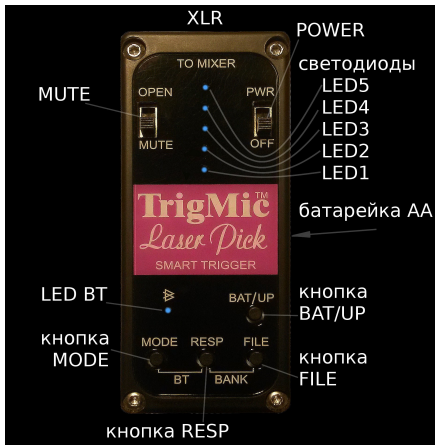 XLR
POWER
TO MIXER
светодиоды
MUTE
OPEN
PWR
LED5
LED4
LED3
MUTE
OFF
LED2
LED1
TrigMic™
Laser Pick
SMART TRIGGER
батарейка AA
LED BT
BAT/UP
кнопка
BAT/UP
кнопка
MODE
MODE
RESP
FILE
кнопка
FILE
BT
BANK
кнопка RESP